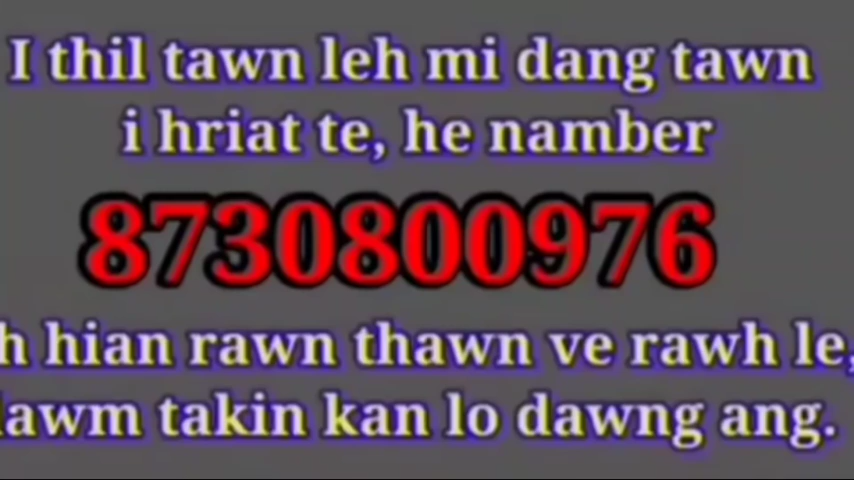 I thil tawn leh mi dang tawn
i hriat te, he namber
8730800976
h hian rawn thawn ve rawh le,
lawm takin kan lo dawng ang.